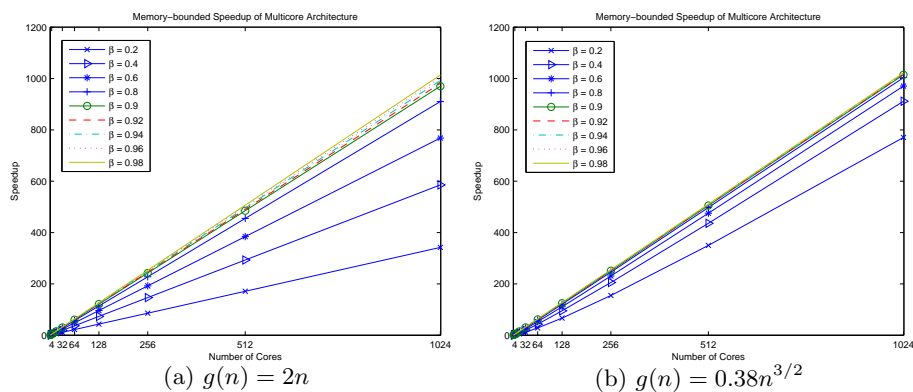 Memory-bounded Speedup of Multicore Architecture
1200
1000
800
600
400
200
0
Speedup
β = 0.2
β = 0.4
β = 0.6
β = 0.8
β = 0.9
β = 0.92
β = 0.94
β = 0.96
β = 0.98
4 32 64 128 256 512 1024
Number of Cores
(a) g(n) = 2n
Memory-bounded Speedup of Multicore Architecture
1200
1000
800
600
400
200
0
Speedup
β = 0.2
β = 0.4
β = 0.6
β = 0.8
β = 0.9
β = 0.92
β = 0.94
β = 0.96
β = 0.98
4 32 64 128 256 512 1024
Number of Cores
(b) g(n) = 0.38n^{3/2}